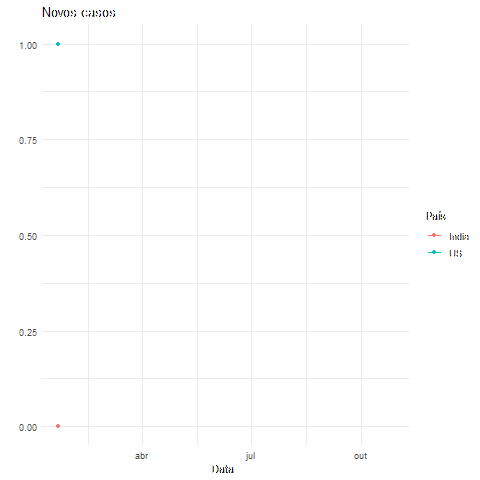 Novos casos
1.00
0.75
0.50
0.25
0.00
abr jul out
Data
País
India
US